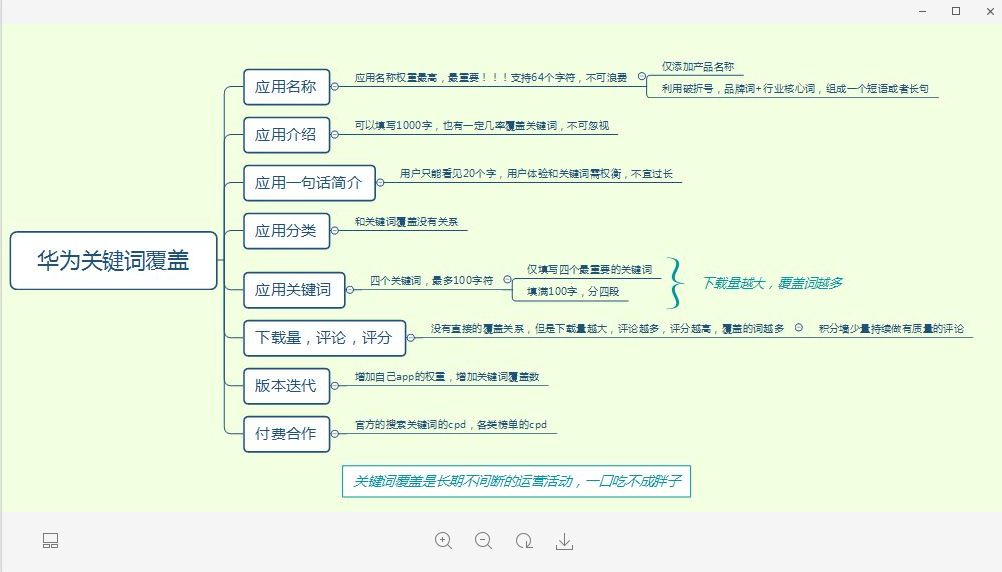 华为关键词覆盖
应用名称
应用名称权重最高，最重要！！！支持64个字符，不可浪费
仅添加产品名称
利用破折号，品牌词+行业核心词，组成一个短语或者长句
应用介绍
可以填写1000字，也有一定几率覆盖关键词，不可忽视
应用一句话简介
用户只能看见20个字，用户体验和关键词需权衡，不宜过长
应用分类
和关键词覆盖没有关系
应用关键词
四个关键词，最多100字符
仅填写四个最重要的关键词
填满100字，分四段
下载量越大，覆盖词越多
下载量，评论，评分
没有直接的覆盖关系，但是下载量越大，评论越多，评分越高，覆盖的词越多
积分墙少量持续做有质量的评论
版本迭代
增加自己app的权重，增加关键词覆盖数
付费合作
官方的搜索关键词的cpd，各类榜单的cpd
关键词覆盖是长期不间断的运营活动，一口吃不成胖子